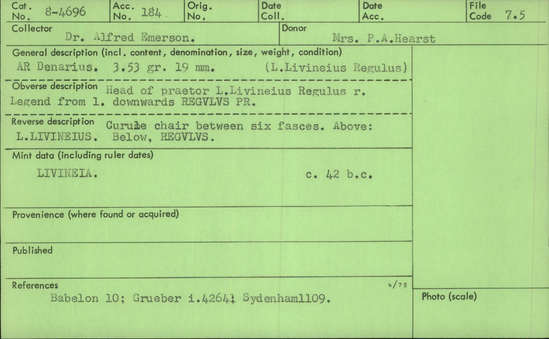 Cat. No. 8-4696 Acc. No. 184 Orig. No. Date Coll. Date Acc. File Code 7.5
Collector Dr. Alfred Emerson. Donor Mrs. P.A.Hearst
General description (incl. content, denomination, size, weight, condition)
AR Denarius. 3.53 gr. 19 mm. (L.Livineius Regulus)
Obverse description Head of praetor L.Livineius Regulus r.
Legend from l. downwards REGVLVS PR.
Reverse description Curule chair between six fasces. Above:
L.LIVINEIUS. Below, REGVLVS.
Mint data (including ruler dates)
LIVINEIA. c. 42 b.c.
Provenience (where found or acquired)
Published
References 4/78
Babelon 10; Grueber i.4264; Sydenham1109.
Photo (scale)